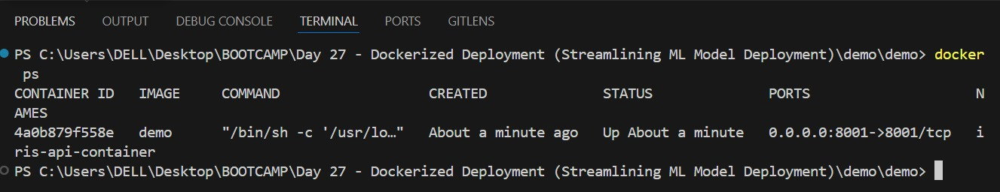 PROBLEMS OUTPUT DEBUG CONSOLE TERMINAL PORTS GITLENS
PS C:\Users\DELL\Desktop\BOOTCAMP\Day 27 - Dockerized Deployment (Streamlining ML Model Deployment)\demo\demo> docker
ps
CONTAINER ID IMAGE COMMAND CREATED STATUS PORTS N
AMES
4a0b879f558e demo "/bin/sh -c '/usr/lo…" About a minute ago Up About a minute 0.0.0.0:8001->8001/tcp i
ris-api-container
PS C:\Users\DELL\Desktop\BOOTCAMP\Day 27 - Dockerized Deployment (Streamlining ML Model Deployment)\demo\demo>